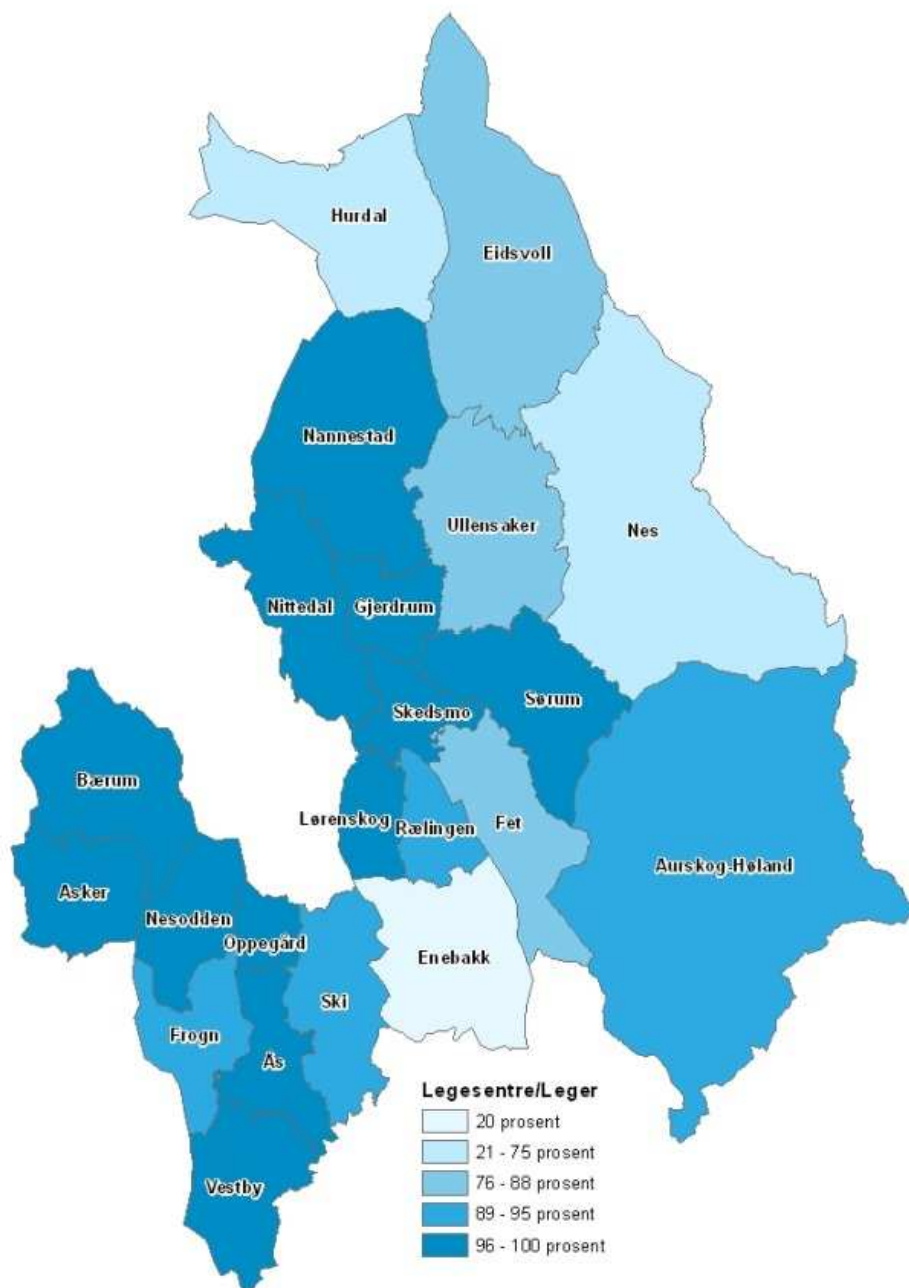 Hurdal
Eidsvoll
Nannestad
Ullensaker
Nes
Nittedal
Gjerdrum
Skedsmo
Sørum
Bærum
Lørenskog
Rælingen
Fet
Aurskog-Høland
Asker
Nesodden
Oppegård
Enebakk
Ski
Frogn
Ås
Vestby
Legesentre/Leger
20 prosent
21 - 75 prosent
76 - 88 prosent
89 - 95 prosent
96 - 100 prosent